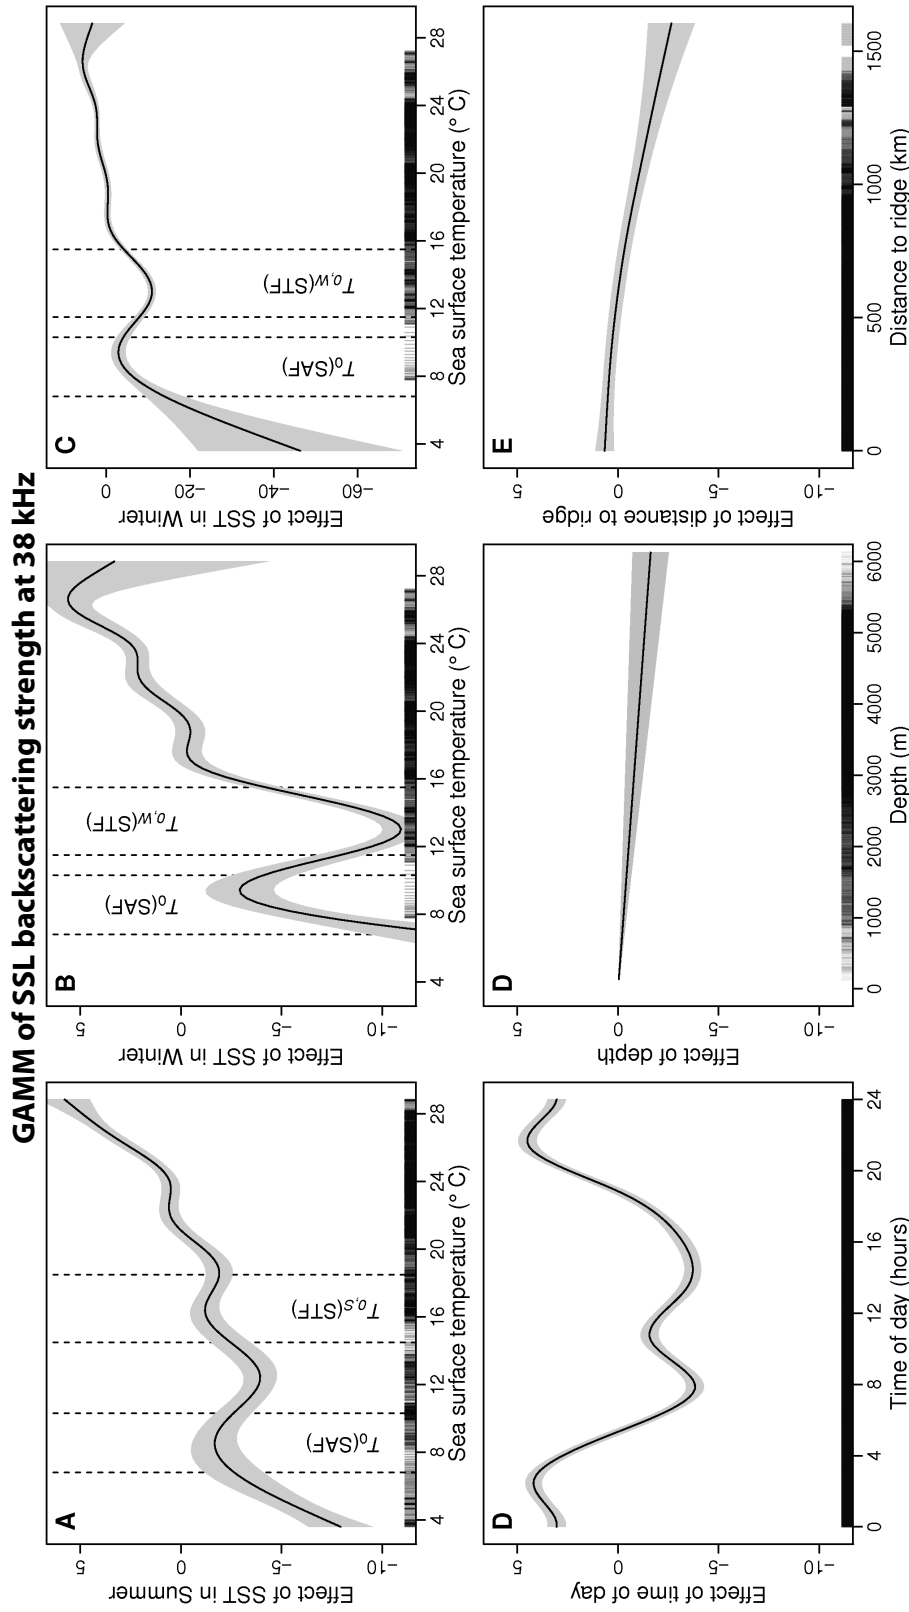 GAMM of SSL backscattering strength at 38 kHz
A
Effect of SST in Summer
5
0
−5
−10
T₀(SAF)
T₀,S(STF)
4 8 12 16 20 24 28
Sea surface temperature (° C)
B
Effect of SST in Winter
5
0
−5
−10
T₀(SAF)
T₀,W(STF)
4 8 12 16 20 24 28
Sea surface temperature (° C)
C
Effect of SST in Winter
0
−20
−40
−60
T₀(SAF)
T₀,W(STF)
4 8 12 16 20 24 28
Sea surface temperature (° C)
D
Effect of time of day
5
0
−5
−10
0 4 8 12 16 20 24
Time of day (hours)
D
Effect of depth
5
0
−5
−10
0 1000 2000 3000 4000 5000 6000
Depth (m)
E
Effect of distance to ridge
5
0
−5
−10
0 500 1000 1500
Distance to ridge (km)